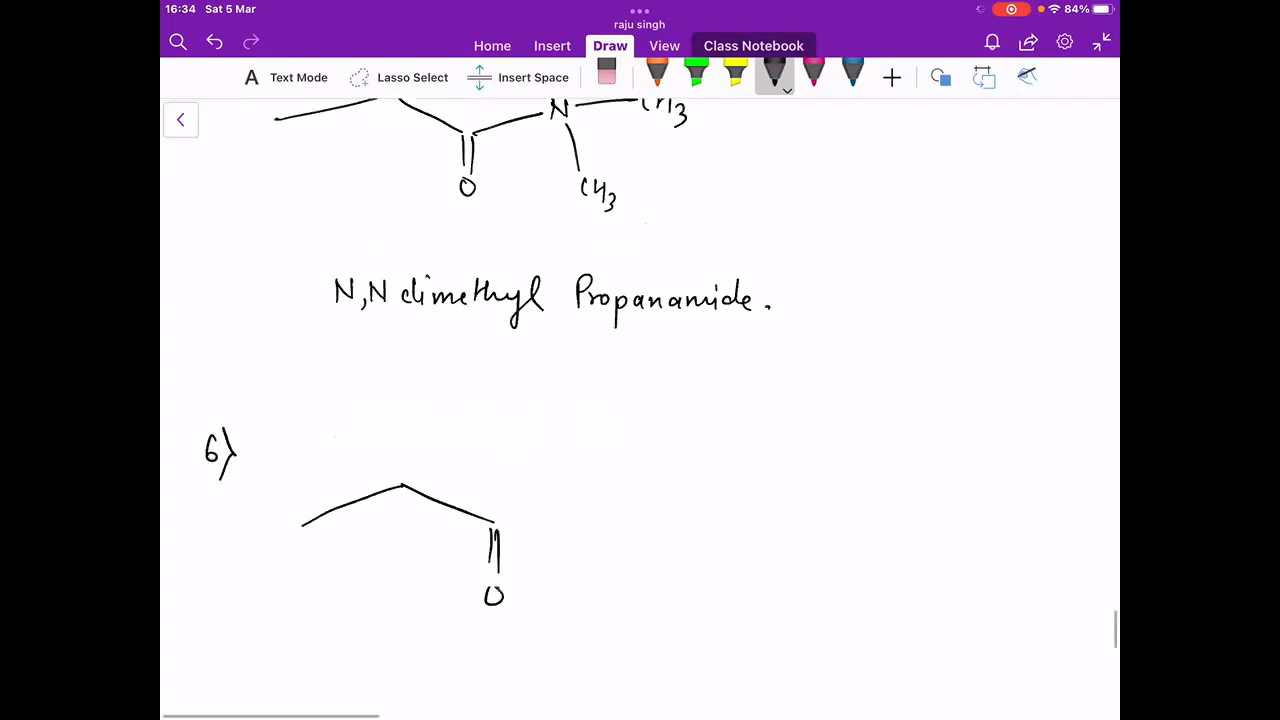 16:34 Sat 5 Mar
84%
raju singh
Home Insert Draw View Class Notebook
A Text Mode Lasso Select Insert Space
N CH3
O CH3
N,N dimethyl Propanamide.
6)
O